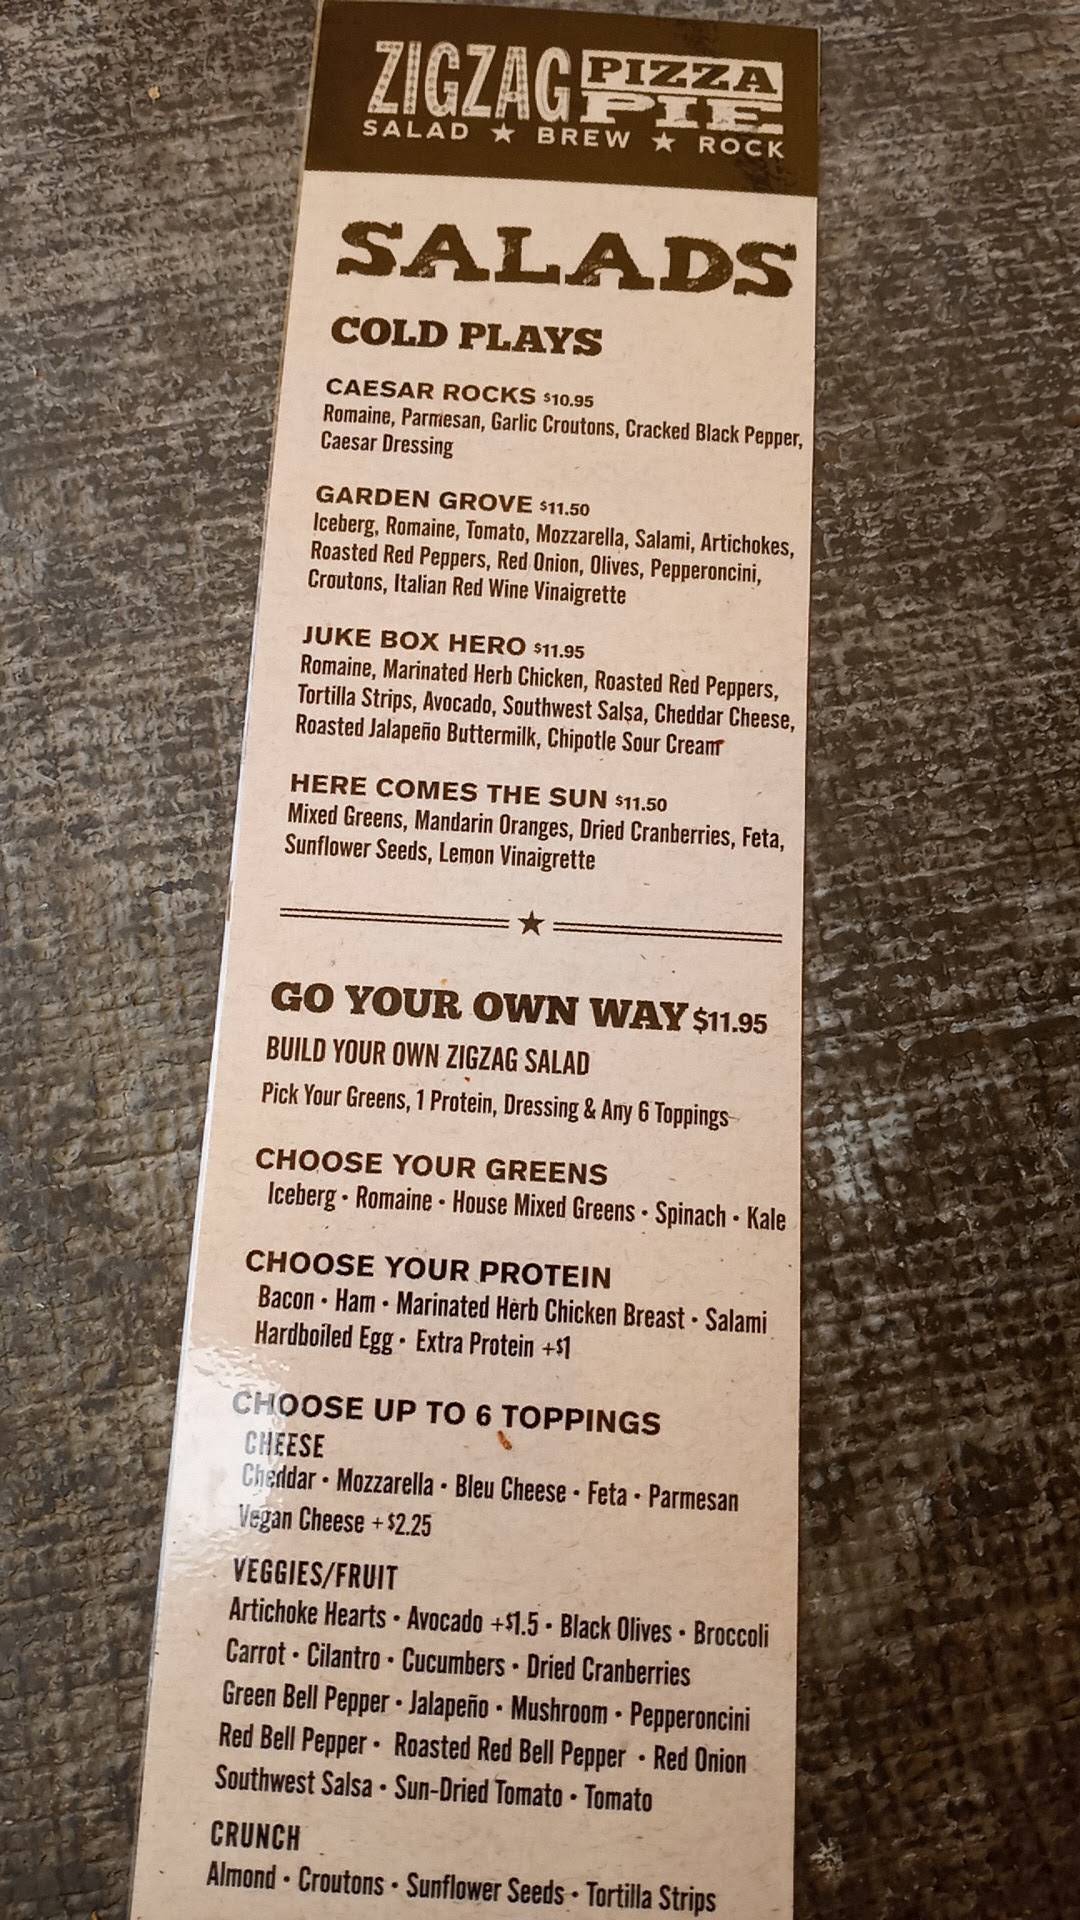 ZIGZAG PIZZA PIE
SALAD ★ BREW ★ ROCK
SALADS
COLD PLAYS
CAESAR ROCKS $10.95
Romaine, Parmesan, Garlic Croutons, Cracked Black Pepper,
Caesar Dressing
GARDEN GROVE $11.50
Iceberg, Romaine, Tomato, Mozzarella, Salami, Artichokes,
Roasted Red Peppers, Red Onion, Olives, Pepperoncini,
Croutons, Italian Red Wine Vinaigrette
JUKE BOX HERO $11.95
Romaine, Marinated Herb Chicken, Roasted Red Peppers,
Tortilla Strips, Avocado, Southwest Salsa, Cheddar Cheese,
Roasted Jalapeño Buttermilk, Chipotle Sour Cream
HERE COMES THE SUN $11.50
Mixed Greens, Mandarin Oranges, Dried Cranberries, Feta,
Sunflower Seeds, Lemon Vinaigrette
★
GO YOUR OWN WAY $11.95
BUILD YOUR OWN ZIGZAG SALAD
Pick Your Greens, 1 Protein, Dressing & Any 6 Toppings
CHOOSE YOUR GREENS
Iceberg • Romaine • House Mixed Greens • Spinach • Kale
CHOOSE YOUR PROTEIN
Bacon • Ham • Marinated Herb Chicken Breast • Salami
Hardboiled Egg • Extra Protein +$1
CHOOSE UP TO 6 TOPPINGS
CHEESE
Cheddar • Mozzarella • Bleu Cheese • Feta • Parmesan
Vegan Cheese +$2.25
VEGGIES/FRUIT
Artichoke Hearts • Avocado +$1.5 • Black Olives • Broccoli
Carrot • Cilantro • Cucumbers • Dried Cranberries
Green Bell Pepper • Jalapeño • Mushroom • Pepperoncini
Red Bell Pepper • Roasted Red Bell Pepper • Red Onion
Southwest Salsa • Sun-Dried Tomato • Tomato
CRUNCH
Almond • Croutons • Sunflower Seeds • Tortilla Strips